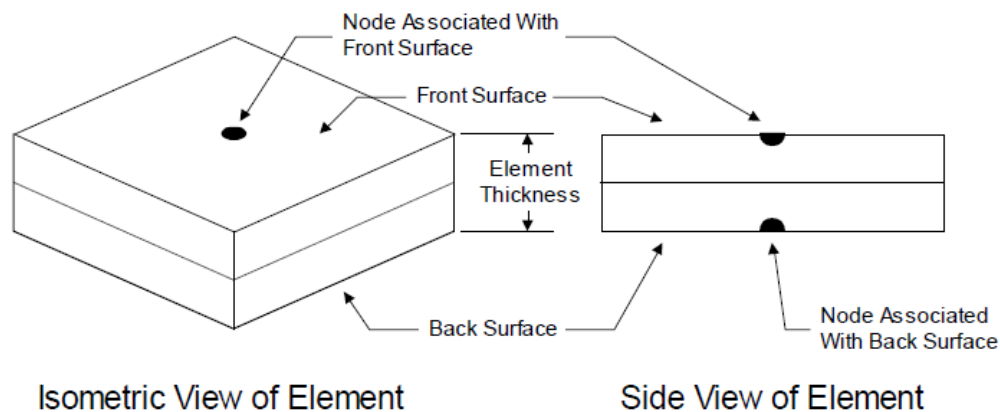 Node Associated With
Front Surface
Front Surface
Element
Thickness
Back Surface
Node Associated
With Back Surface
Isometric View of Element
Side View of Element